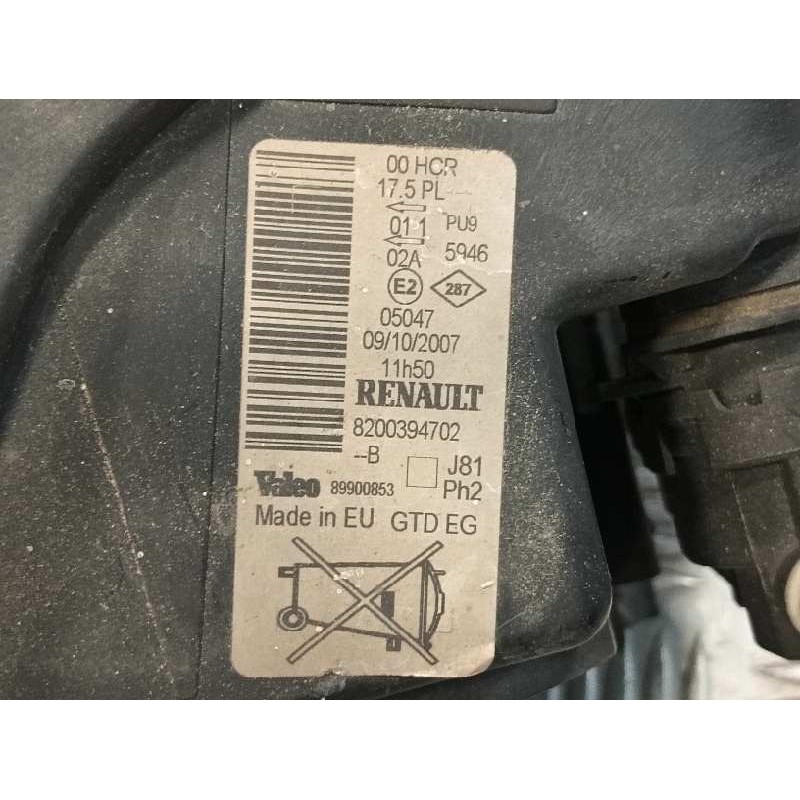 00 HCR
17.5 PL
01 1 PU9
02A 5946
E2 287
05047
09/10/2007
11h50
RENAULT
8200394702
--B J81
Valeo 89900853 Ph2
Made in EU GTD EG